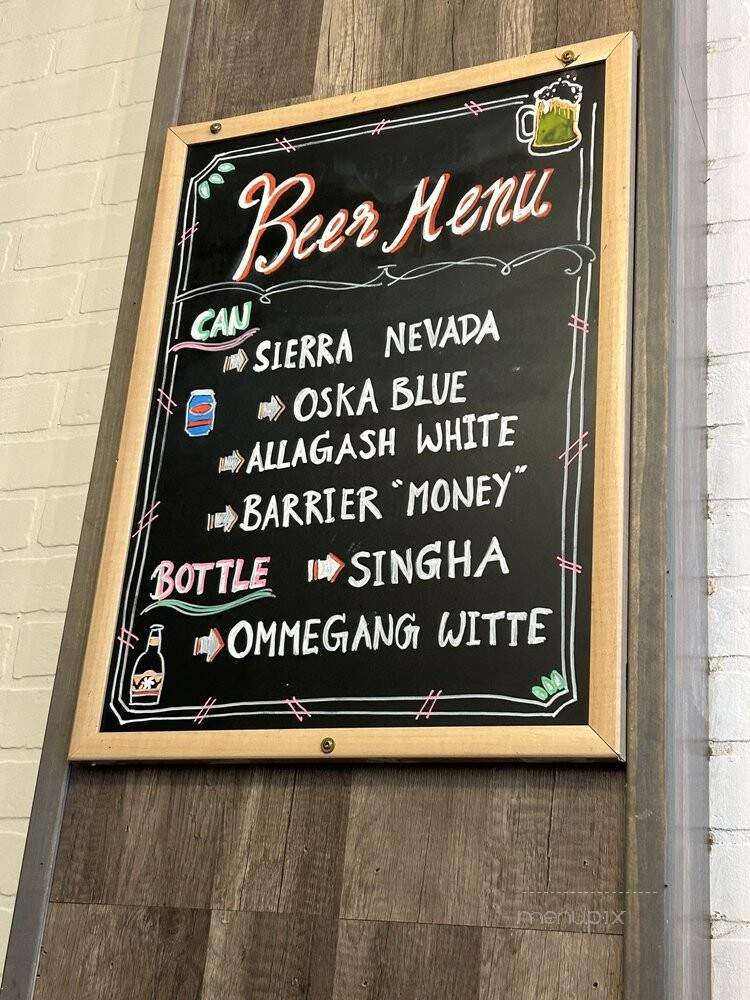 Beer Menu
CAN
SIERRA NEVADA
OSKA BLUE
ALLAGASH WHITE
BARRIER "MONEY"
BOTTLE SINGHA
OMMEGANG WITTE
menupix